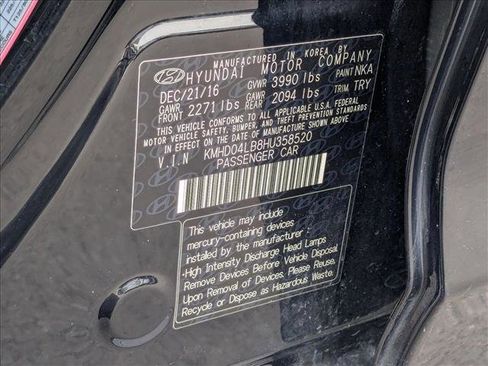 MANUFACTURED IN KOREA BY
HYUNDAI MOTOR COMPANY
DEC/21/16 GVWR 3990 lbs PAINT NKA
GAWR FRONT 2271 lbs GAWR REAR 2094 lbs TRIM. TRY
THIS VEHICLE CONFORMS TO ALL APPLICABLE U.S.A. FEDERAL
MOTOR VEHICLE SAFETY, BUMPER, AND THEFT PREVENTION STANDARDS
IN EFFECT ON THE DATE OF MANUFACTURE SHOWN ABOVE.
V.I.N KMHD04LB8HU358520
PASSENGER CAR
This vehicle may include
mercury-containing devices
installed by the manufacturer :
-High Intensity Discharge Head Lamps
Remove Devices Before Vehicle Disposal.
Upon Removal of Devices. Please Reuse,
Recycle or Dispose as Hazardous Waste.